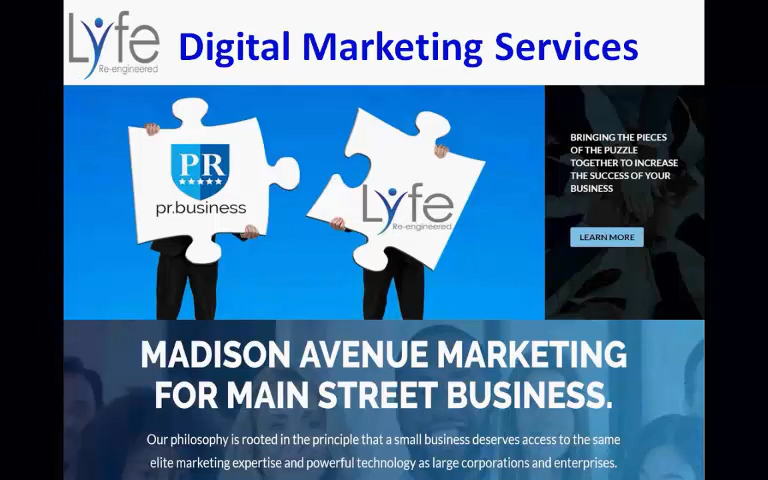 Lyfe
Re-engineered
Digital Marketing Services
PR
pr.business
Lyfe
Re-engineered
BRINGING THE PIECES
OF THE PUZZLE
TOGETHER TO INCREASE
THE SUCCESS OF YOUR
BUSINESS
LEARN MORE
MADISON AVENUE MARKETING
FOR MAIN STREET BUSINESS.
Our philosophy is rooted in the principle that a small business deserves access to the same
elite marketing expertise and powerful technology as large corporations and enterprises.